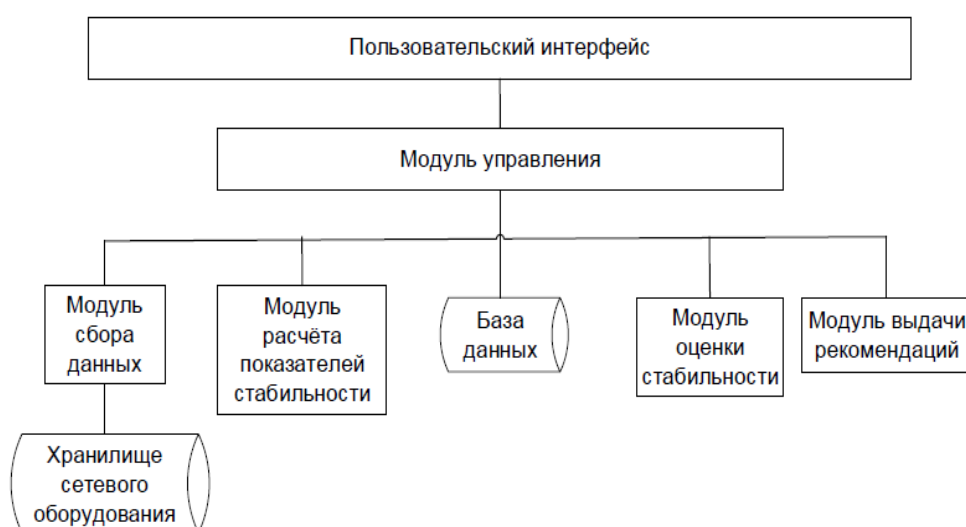 Пользовательский интерфейс
Модуль управления
Модуль
сбора
данных
Модуль
расчёта
показателей
стабильности
База
данных
Модуль
оценки
стабильности
Модуль выдачи
рекомендаций
Хранилище
сетевого
оборудования